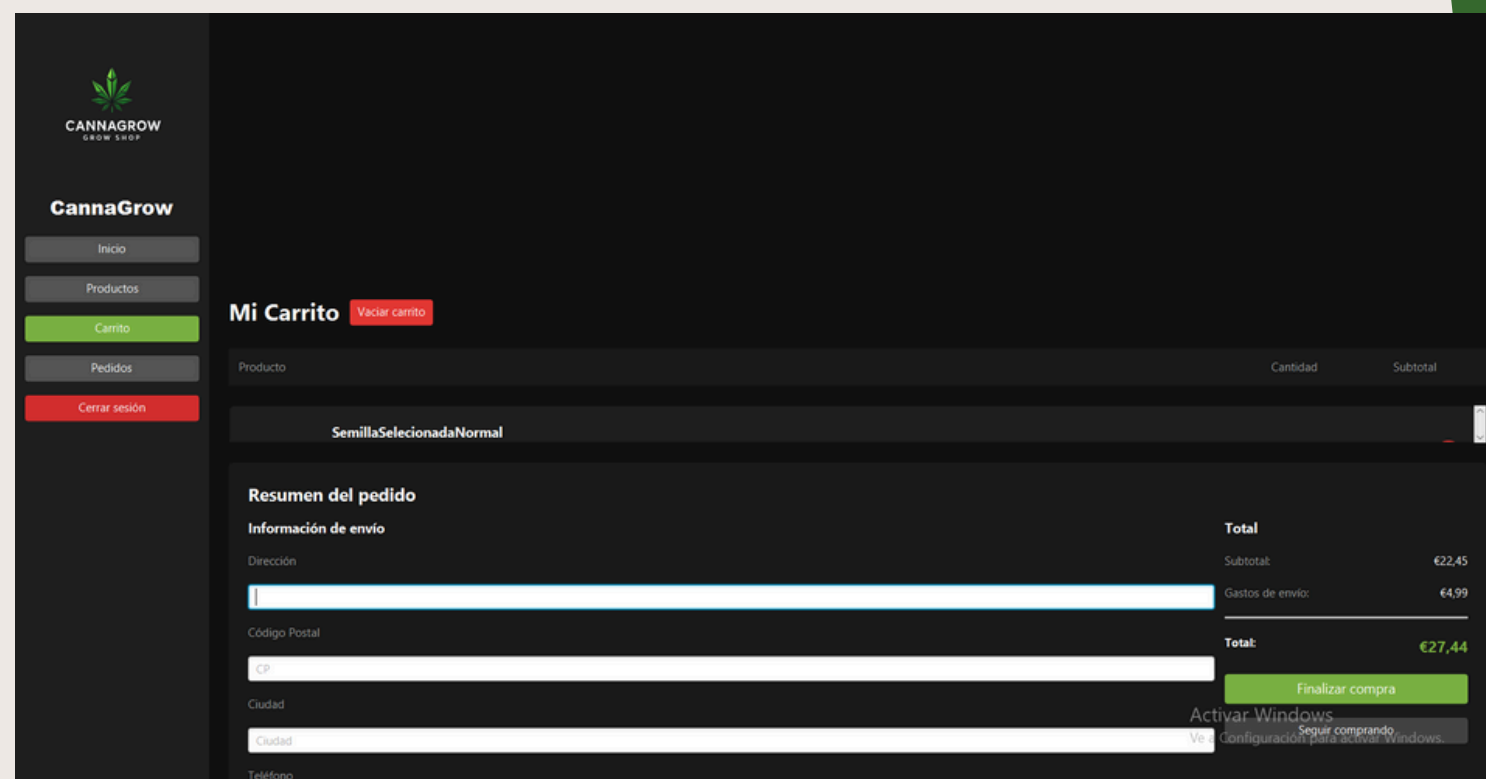 CANNAGROW
GROW SHOP
CannaGrow
Inicio
Productos
Carrito
Pedidos
Cerrar sesión
Mi Carrito
Vaciar carrito
Producto Cantidad Subtotal
SemillaSelecionadaNormal
Resumen del pedido
Información de envío
Dirección
Código Postal
CP
Ciudad
Ciudad
Teléfono
Total
Subtotal: €22,45
Gastos de envío: €4,99
Total: €27,44
Finalizar compra
Seguir comprando
Activar Windows
Ve a Configuración para activar Windows.